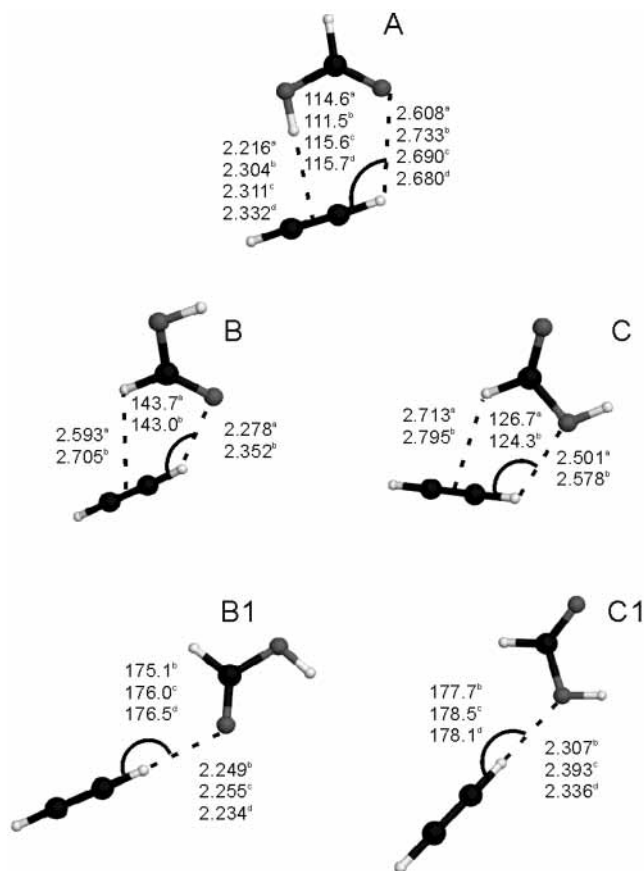 A
114.6ᵃ
111.5ᵇ
115.6ᶜ
115.7ᵈ
2.608ᵃ
2.733ᵇ
2.690ᶜ
2.680ᵈ
2.216ᵃ
2.304ᵇ
2.311ᶜ
2.332ᵈ
B
143.7ᵃ
143.0ᵇ
2.593ᵃ
2.705ᵇ
2.278ᵃ
2.352ᵇ
C
2.713ᵃ
2.795ᵇ
126.7ᵃ
124.3ᵇ
2.501ᵃ
2.578ᵇ
B1
175.1ᵇ
176.0ᶜ
176.5ᵈ
2.249ᵇ
2.255ᶜ
2.234ᵈ
C1
177.7ᵇ
178.5ᶜ
178.1ᵈ
2.307ᵇ
2.393ᶜ
2.336ᵈ